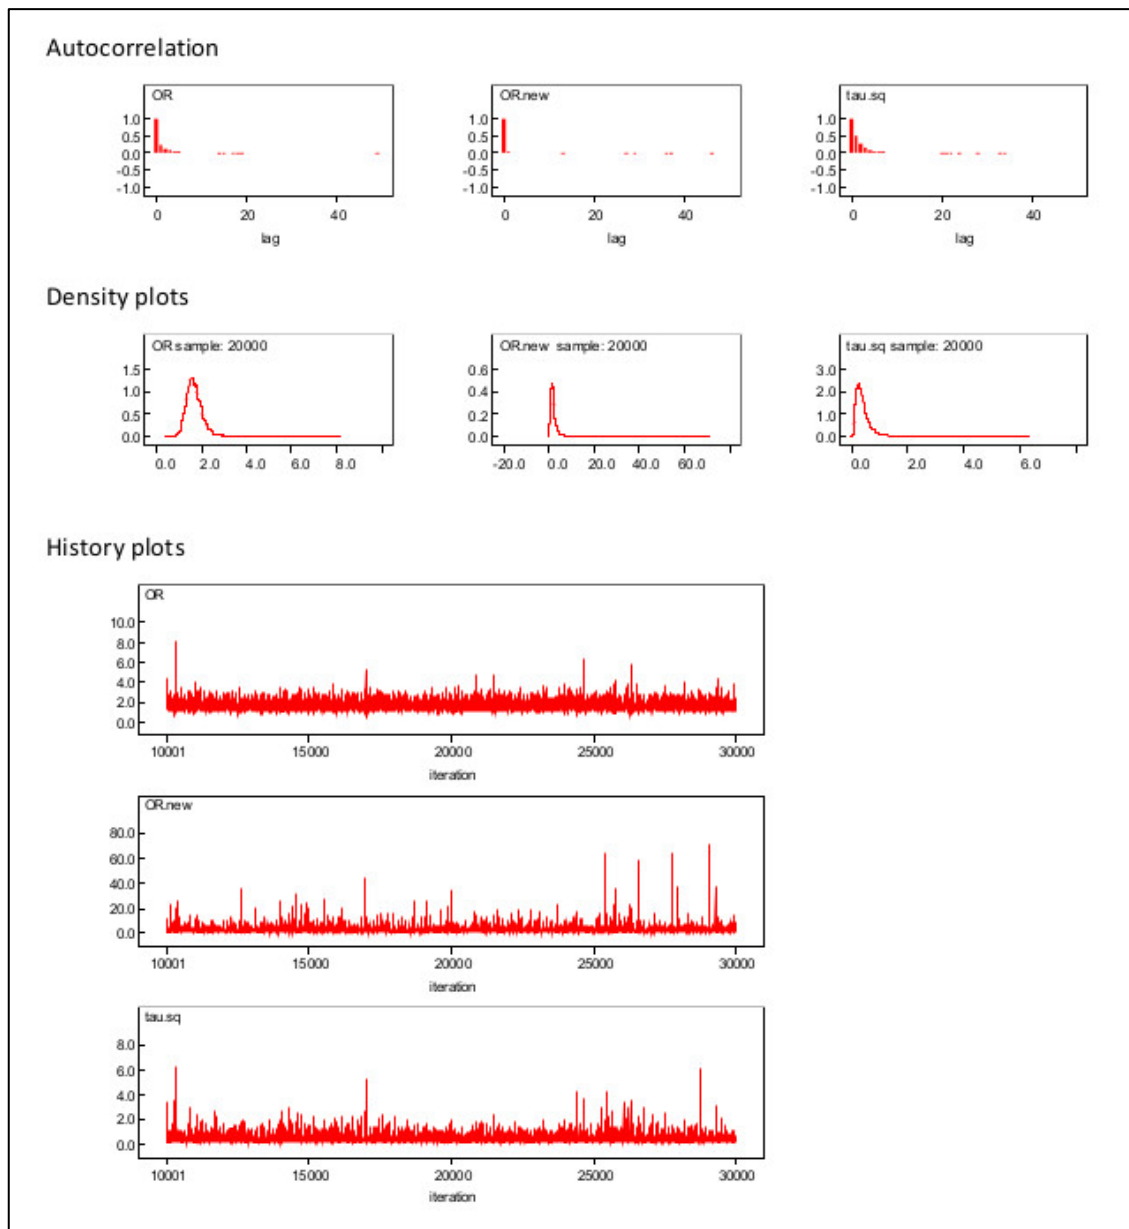 Autocorrelation
OR
1.0
0.5
0.0
-0.5
-1.0
0 20 40
lag
OR.new
1.0
0.5
0.0
-0.5
-1.0
0 20 40
lag
tau.sq
1.0
0.5
0.0
-0.5
-1.0
0 20 40
lag
Density plots
OR sample: 20000
1.5
1.0
0.5
0.0
0.0 2.0 4.0 6.0 8.0
OR.new sample: 20000
0.6
0.4
0.2
0.0
-20.0 0.0 20.0 40.0 60.0
tau.sq sample: 20000
3.0
2.0
1.0
0.0
0.0 2.0 4.0 6.0
History plots
OR
10.0
8.0
6.0
4.0
2.0
0.0
10001 15000 20000 25000 30000
iteration
OR.new
80.0
60.0
40.0
20.0
0.0
10001 15000 20000 25000 30000
iteration
tau.sq
8.0
6.0
4.0
2.0
0.0
10001 15000 20000 25000 30000
iteration